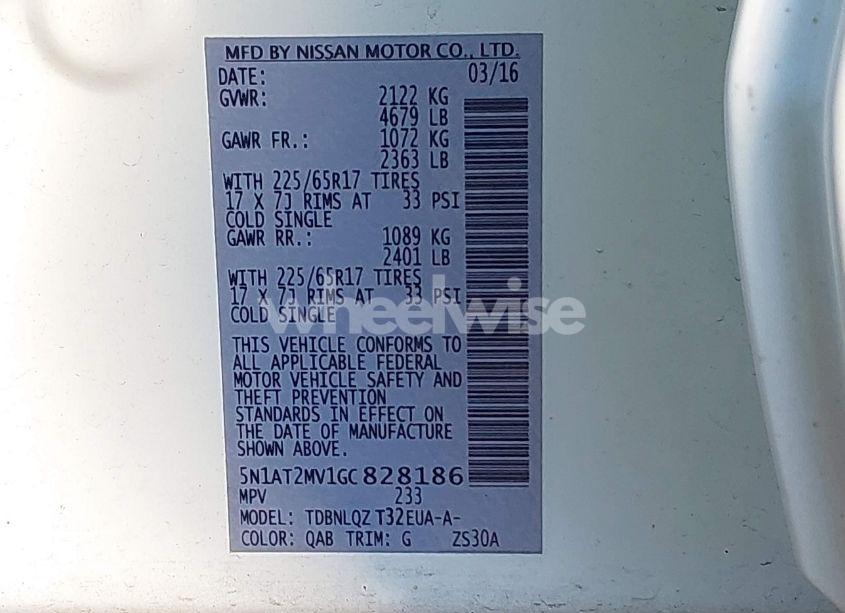 MFD BY NISSAN MOTOR CO., LTD.
DATE: 03/16
GVWR: 2122 KG
4679 LB
GAWR FR.: 1072 KG
2363 LB
WITH 225/65R17 TIRES
17 X 7J RIMS AT 33 PSI
COLD SINGLE
GAWR RR.: 1089 KG
2401 LB
WITH 225/65R17 TIRES
17 X 7J RIMS AT 33 PSI
COLD SINGLE
wheelwise
THIS VEHICLE CONFORMS TO
ALL APPLICABLE FEDERAL
MOTOR VEHICLE SAFETY AND
THEFT PREVENTION
STANDARDS IN EFFECT ON
THE DATE OF MANUFACTURE
SHOWN ABOVE.
5N1AT2MV1GC828186
MPV 233
MODEL: TDBNLQZ T32EUA-A-
COLOR: QAB TRIM: G ZS30A